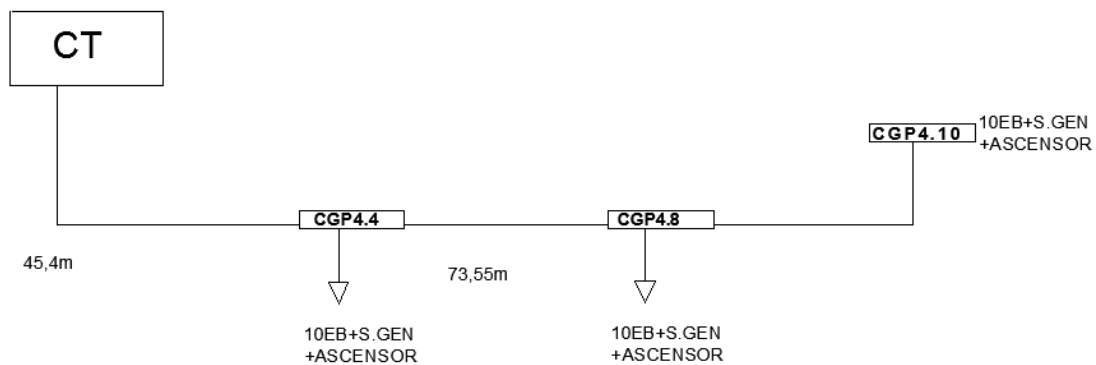 CT
10EB+S.GEN
+ASCENSOR
CGP4.10
CGP4.4
CGP4.8
45,4m
73,55m
10EB+S.GEN
+ASCENSOR
10EB+S.GEN
+ASCENSOR